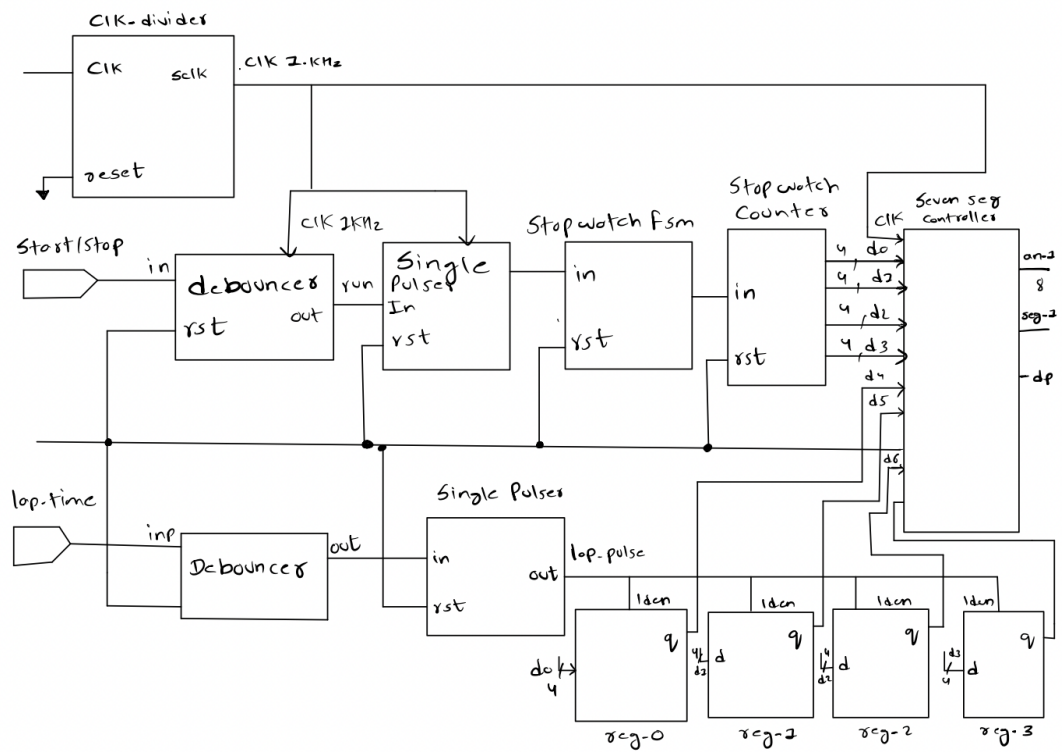 Clk-divider
Clk
sclk
Clk 1.KHz
reset
Start/Stop
in
debouncer
out
rst
Clk 1KHz
run
Single
Pulser
In
rst
Stopwatch Fsm
in
rst
Stopwatch
Counter
in
rst
4, d0
4, d1
4, d2
4, d3
d4
d5
d6
Clk
Seven seg
Controller
an-1
8
seg-1
dp
lap-time
inp
Debouncer
out
Single Pulser
in
out
rst
lap-pulse
lden
q
d0
4
reg-0
lden
q
4
d1
d
reg-1
lden
q
4
d2
d
reg-2
lden
q
d3
4
d
reg-3